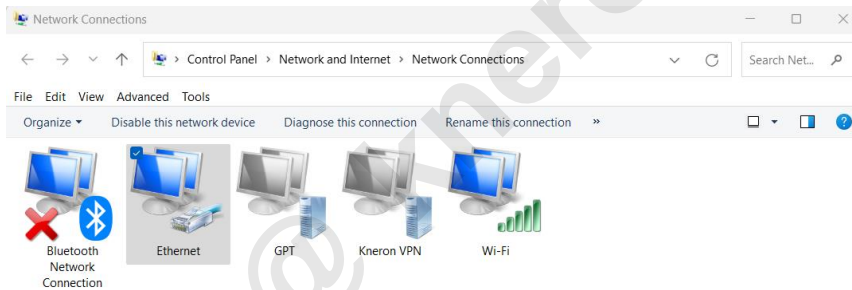 Network Connections
Control Panel > Network and Internet > Network Connections
Search Net...
File Edit View Advanced Tools
Organize Disable this network device Diagnose this connection Rename this connection »
Bluetooth
Network
Connection
Ethernet
GPT
Kneron VPN
Wi-Fi